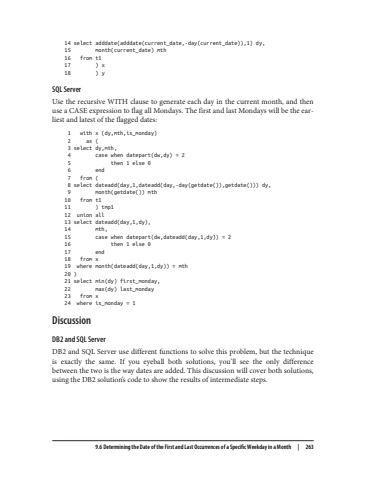 14 select adddate(adddate(current_date,-day(current_date)),1) dy,
15 month(current_date) mth
16 from t1
17 ) x
18 ) y
SQL Server
Use the recursive WITH clause to generate each day in the current month, and then
use a CASE expression to flag all Mondays. The first and last Mondays will be the ear-
liest and latest of the flagged dates:
1 with x (dy,mth,is_monday)
2 as (
3 select dy,mth,
4 case when datepart(dw,dy) = 2
5 then 1 else 0
6 end
7 from (
8 select dateadd(day,1,dateadd(day,-day(getdate()),getdate())) dy,
9 month(getdate()) mth
10 from t1
11 ) tmp1
12 union all
13 select dateadd(day,1,dy),
14 mth,
15 case when datepart(dw,dateadd(day,1,dy)) = 2
16 then 1 else 0
17 end
18 from x
19 where month(dateadd(day,1,dy)) = mth
20 )
21 select min(dy) first_monday,
22 max(dy) last_monday
23 from x
24 where is_monday = 1
Discussion
DB2 and SQL Server
DB2 and SQL Server use different functions to solve this problem, but the technique
is exactly the same. If you eyeball both solutions, you'll see the only difference
between the two is the way dates are added. This discussion will cover both solutions,
using the DB2 solution's code to show the results of intermediate steps.
9.6 Determining the Date of the First and Last Occurrences of a Specific Weekday in a Month | 263